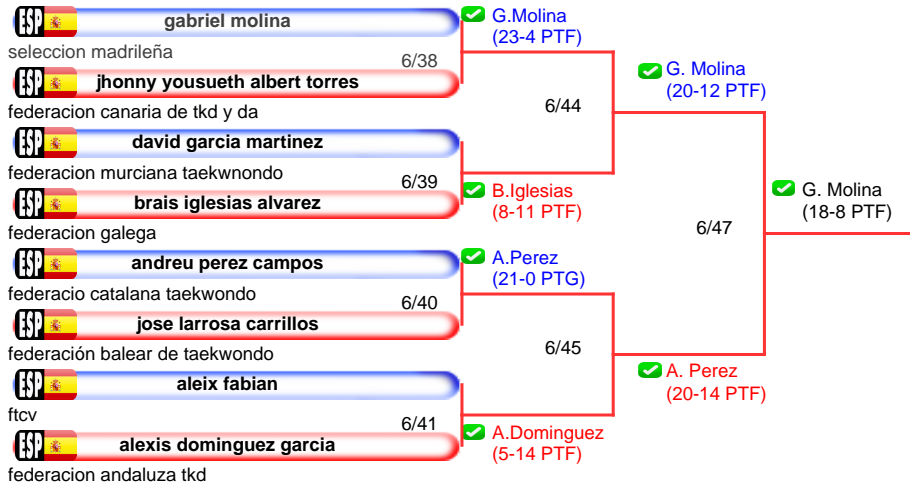 ESP gabriel molina
seleccion madrileña
6/38
ESP jhonny yousueth albert torres
federacion canaria de tkd y da
ESP david garcia martinez
federacion murciana taekwnondo
6/39
ESP brais iglesias alvarez
federacion galega
ESP andreu perez campos
federacio catalana taekwondo
6/40
ESP jose larrosa carrillos
federación balear de taekwondo
ESP aleix fabian
ftcv
6/41
ESP alexis dominguez garcia
federacion andaluza tkd
G.Molina
(23-4 PTF)
6/44
B.Iglesias
(8-11 PTF)
A.Perez
(21-0 PTG)
6/45
A.Dominguez
(5-14 PTF)
G. Molina
(20-12 PTF)
6/47
A. Perez
(20-14 PTF)
G. Molina
(18-8 PTF)